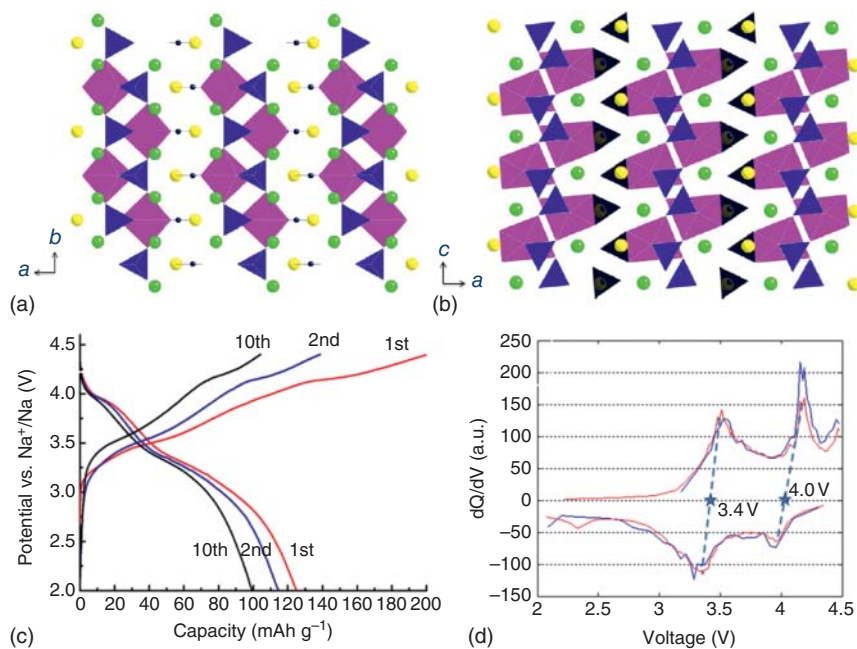 b
a
(a)
c
a
(b)
4.5
4.0
3.5
3.0
2.5
2.0
Potential vs. Na⁺/Na (V)
10th
2nd
1st
10th
2nd
1st
0 20 40 60 80 100 120 140 160 180 200
Capacity (mAh g⁻¹)
(c)
250
200
150
100
50
0
−50
−100
−150
dQ/dV (a.u.)
3.4 V
4.0 V
2 2.5 3 3.5 4 4.5
Voltage (V)
(d)